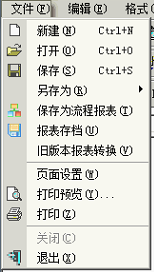 文件(F) 编辑(E) 格式(
新建(N) Ctrl+N
打开(O) Ctrl+O
保存(S) Ctrl+S
另存为(R)
保存为流程报表(T)
报表存档(U)
旧版本报表转换(V)
页面设置(W)
打印预览(Y)...
打印(Z)
关闭(C)
退出(X)